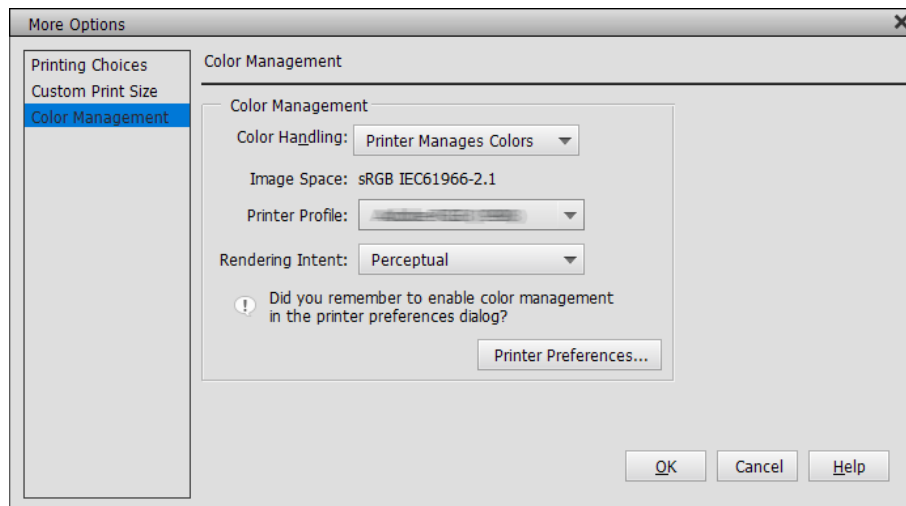 More Options
Printing Choices
Custom Print Size
Color Management
Color Management
Color Management
Color Handling: Printer Manages Colors
Image Space: sRGB IEC61966-2.1
Printer Profile:
Rendering Intent: Perceptual
Did you remember to enable color management
in the printer preferences dialog?
Printer Preferences...
OK Cancel Help